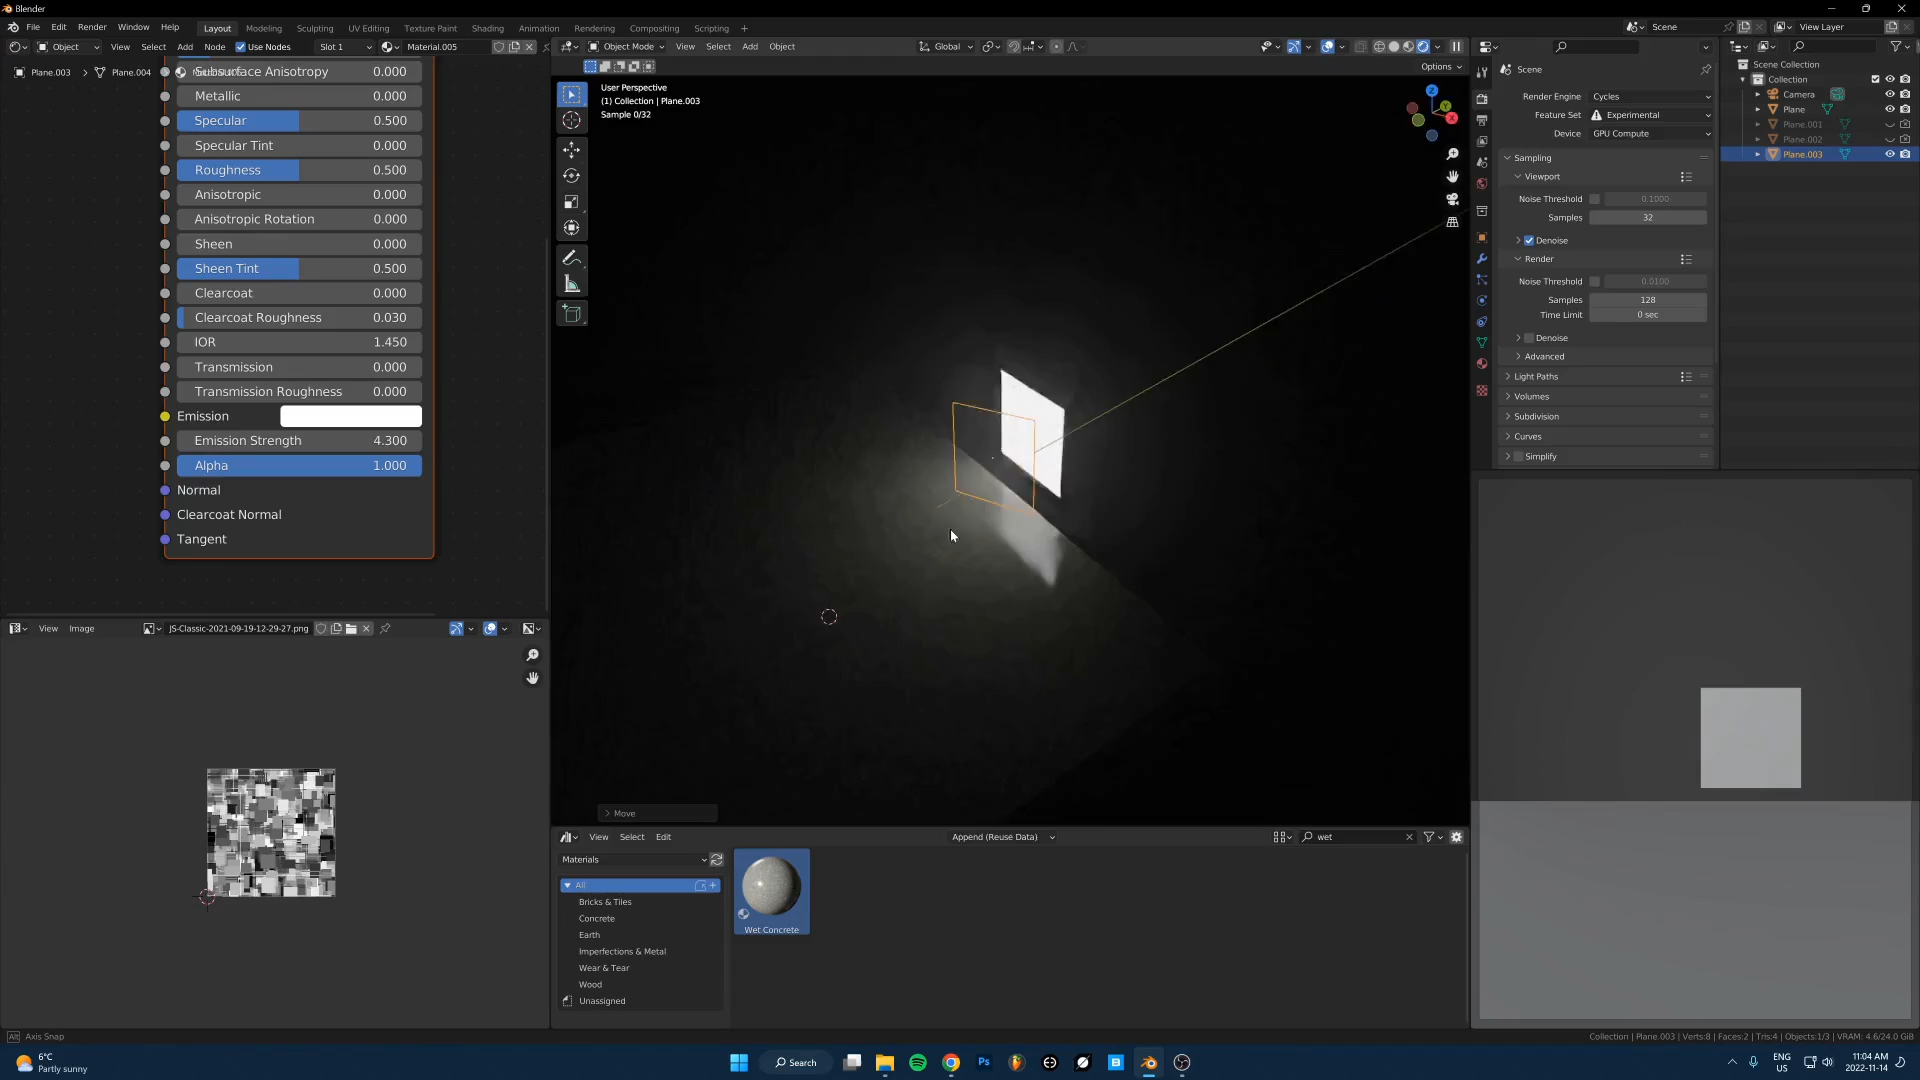 Blender
File Edit Render Window Help Layout Modeling Sculpting UV Editing Texture Paint Shading Animation Rendering Compositing Scripting + Scene View Layer
Object View Select Add Node Use Nodes Slot 1 Material.005
Object Mode View Select Add Object Global
Options
Plane.003 > Plane.004
Subsurface Anisotropy 0.000
Metallic 0.000
Specular 0.500
Specular Tint 0.000
Roughness 0.500
Anisotropic 0.000
Anisotropic Rotation 0.000
Sheen 0.000
Sheen Tint 0.500
Clearcoat 0.000
Clearcoat Roughness 0.030
IOR 1.450
Transmission 0.000
Transmission Roughness 0.000
Emission
Emission Strength 4.300
Alpha 1.000
Normal
Clearcoat Normal
Tangent
User Perspective
(1) Collection | Plane.003
Sample 0/32
Z
Y
X
Move
Scene
Render Engine Cycles
Feature Set Experimental
Device GPU Compute
Sampling
Viewport
Noise Threshold 0.1000
Samples 32
Denoise
Render
Noise Threshold 0.0100
Samples 128
Time Limit 0 sec
Denoise
Advanced
Light Paths
Volumes
Subdivision
Curves
Simplify
Scene Collection
Collection
Camera
Plane
Plane.001
Plane.002
Plane.003
View Image JS-Classic-2021-09-19-12-29-27.png
View Select Edit Append (Reuse Data) wet
Materials
All
Bricks & Tiles
Concrete
Earth
Imperfections & Metal
Wear & Tear
Wood
Unassigned
Wet Concrete
Alt Axis Snap
Collection | Plane.003 | Verts:8 | Faces:2 | Tris:4 | Objects:1/3 | VRAM: 4.6/24.0 GiB
6°C
Partly sunny
Search
Ps
B
ENG
US
11:04 AM
2022-11-14